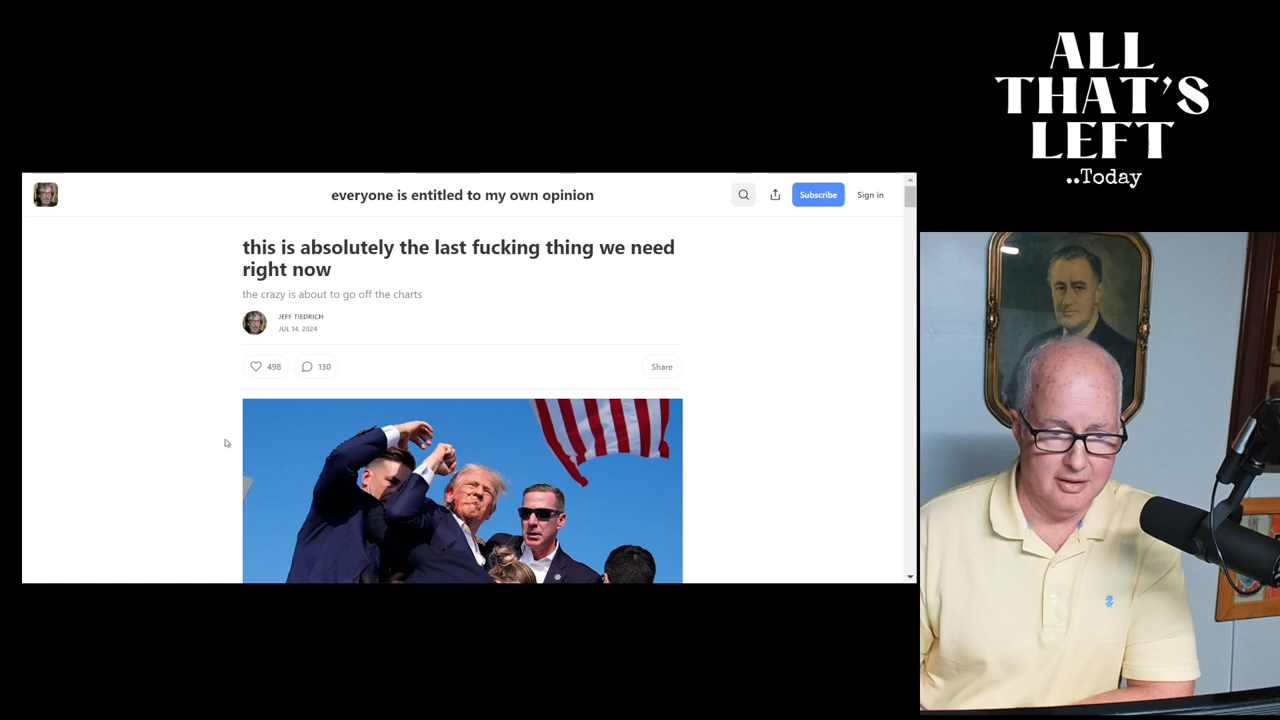 everyone is entitled to my own opinion
Subscribe
Sign in
this is absolutely the last fucking thing we need
right now
the crazy is about to go off the charts
JEFF TIEDRICH
JUL 14, 2024
498
130
Share
ALL
THAT'S
LEFT
..Today